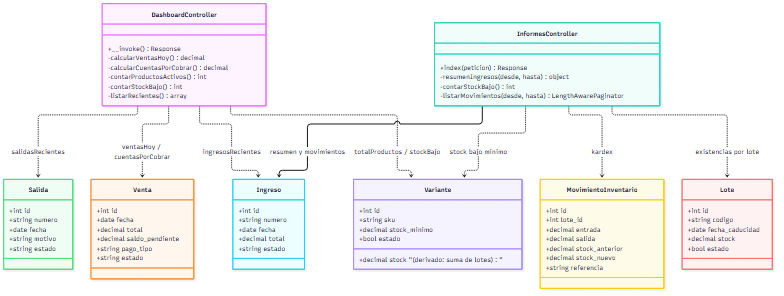 DashboardController
+__invoke() : Response
-calcularVentasHoy() : decimal
-calcularCuentasPorCobrar() : decimal
-contarProductosActivos() : int
-contarStockBajo() : int
-listarRecientes() : array
InformesController
+index(peticion) : Response
-resumenIngresos(desde, hasta) : object
-contarStockBajo() : int
-listarMovimientos(desde, hasta) : LengthAwarePaginator
salidasRecientes
ventasHoy /
cuentasPorCobrar
ingresosRecientes
resumen y movimientos
totalProductos / stockBajo
stock bajo minimo
kardex
existencias por lote
Salida
+int id
+string numero
+date fecha
+string motivo
+string estado
Venta
+int id
+date fecha
+decimal total
+decimal saldo_pendiente
+string pago_tipo
+string estado
Ingreso
+int id
+string numero
+date fecha
+decimal total
+string estado
Variante
+int id
+string sku
+decimal stock_minimo
+bool estado
+decimal stock "(derivado: suma de lotes) : "
MovimientoInventario
+int id
+int lote_id
+decimal entrada
+decimal salida
+decimal stock_anterior
+decimal stock_nuevo
+string referencia
Lote
+int id
+string codigo
+date fecha_caducidad
+decimal stock
+bool estado